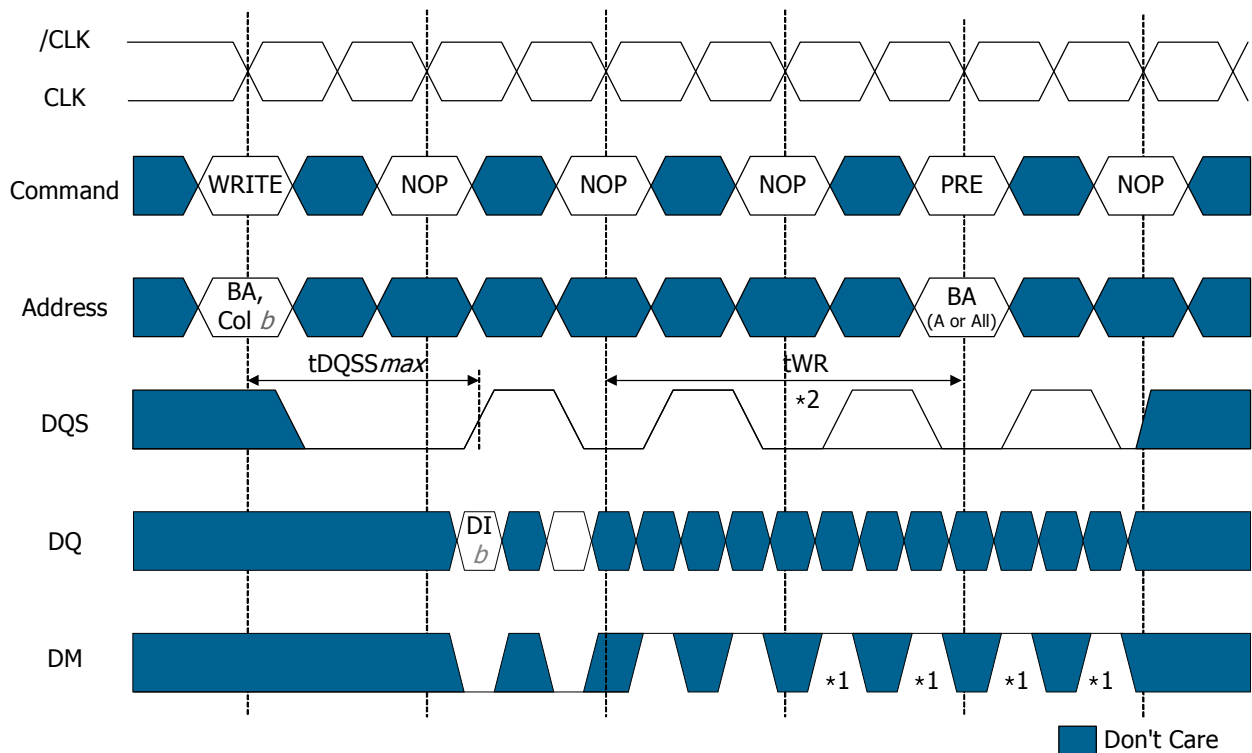 /CLK
CLK
Command
WRITE
NOP
NOP
NOP
PRE
NOP
Address
BA,
Col b
BA
(A or All)
tDQSSmax
tWR
DQS
*2
DQ
DI
b
DM
*1
*1
*1
*1
Don't Care